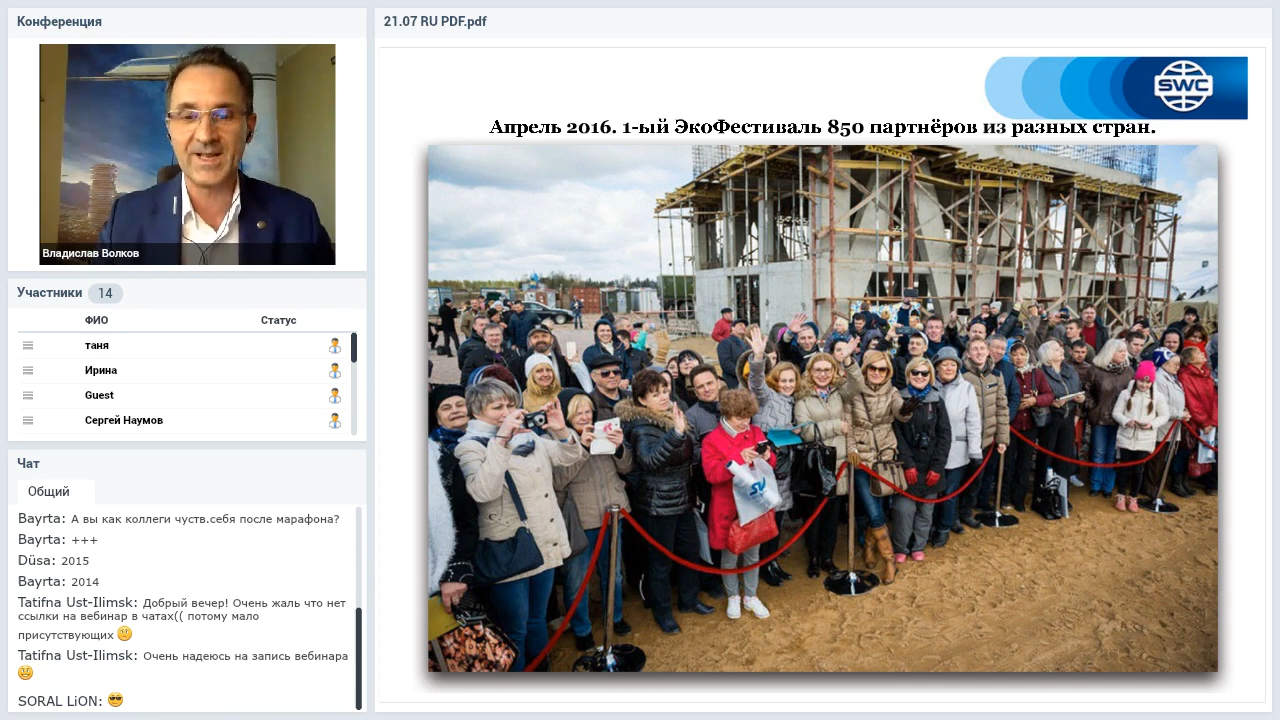 Конференция
Владислав Волков
Участники 14
ФИО Статус
таня
Ирина
Guest
Сергей Наумов
Чат
Общий
Bayrta: А вы как коллеги чуств.себя после марафона?
Bayrta: +++
Düsa: 2015
Bayrta: 2014
Tatifna Ust-Ilimsk: Добрый вечер! Очень жаль что нет
ссылки на вебинар в чатах(( потому мало
присутствующих
Tatifna Ust-Ilimsk: Очень надеюсь на запись вебинара
SORAL LiON:
21.07 RU PDF.pdf
SWC
Апрель 2016. 1-ый ЭкоФестиваль 850 партнёров из разных стран.